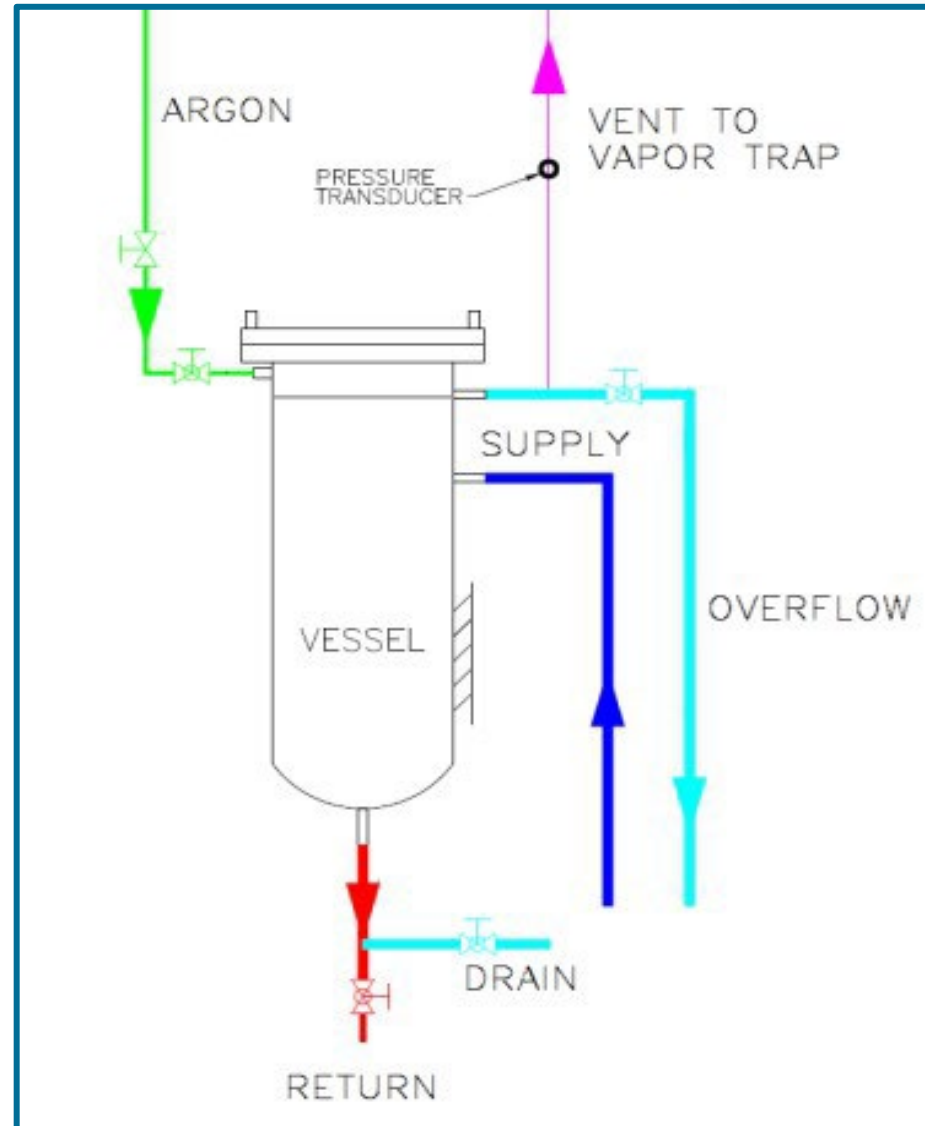 ARGON
VENT TO
VAPOR TRAP
PRESSURE
TRANSDUCER
SUPPLY
OVERFLOW
VESSEL
DRAIN
RETURN